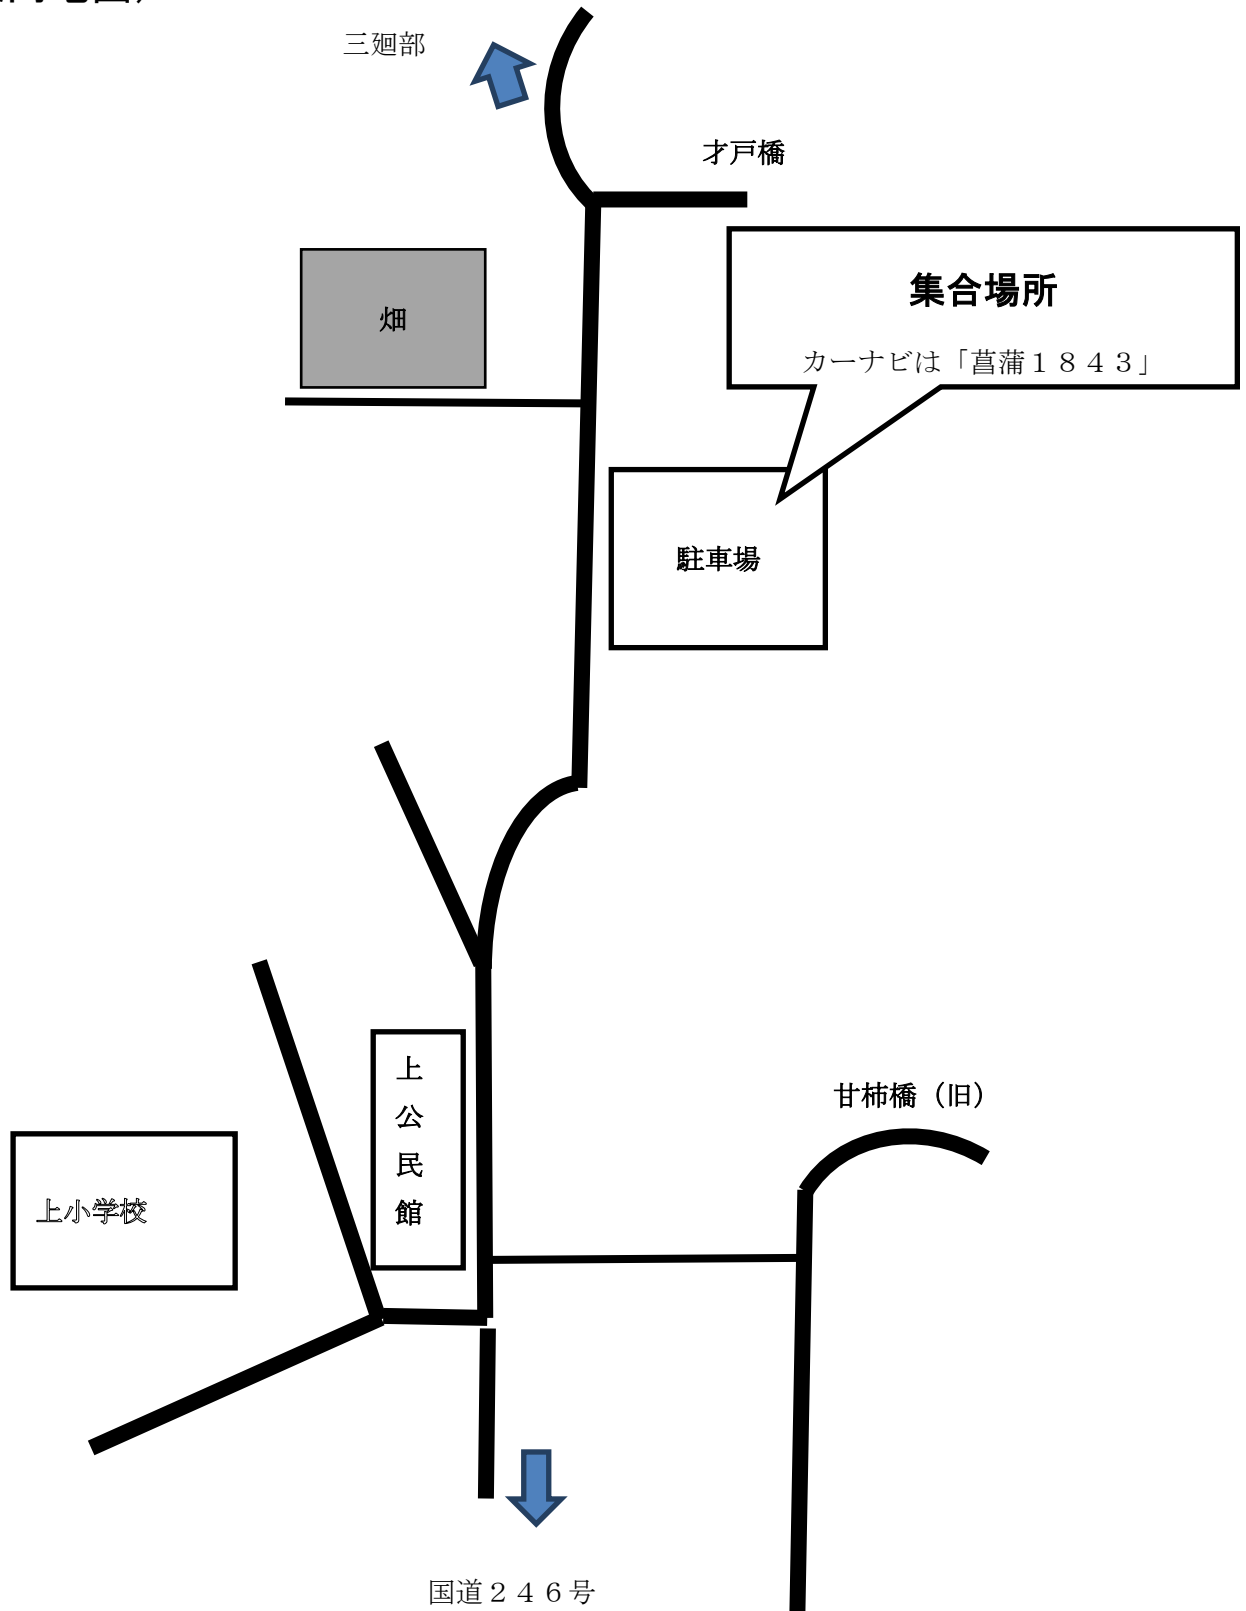 三廻部
才戸橋
集合場所
カーナビは「菖蒲１８４３」
畑
駐車場
上公民館
甘柿橋（旧）
上小学校
国道２４６号